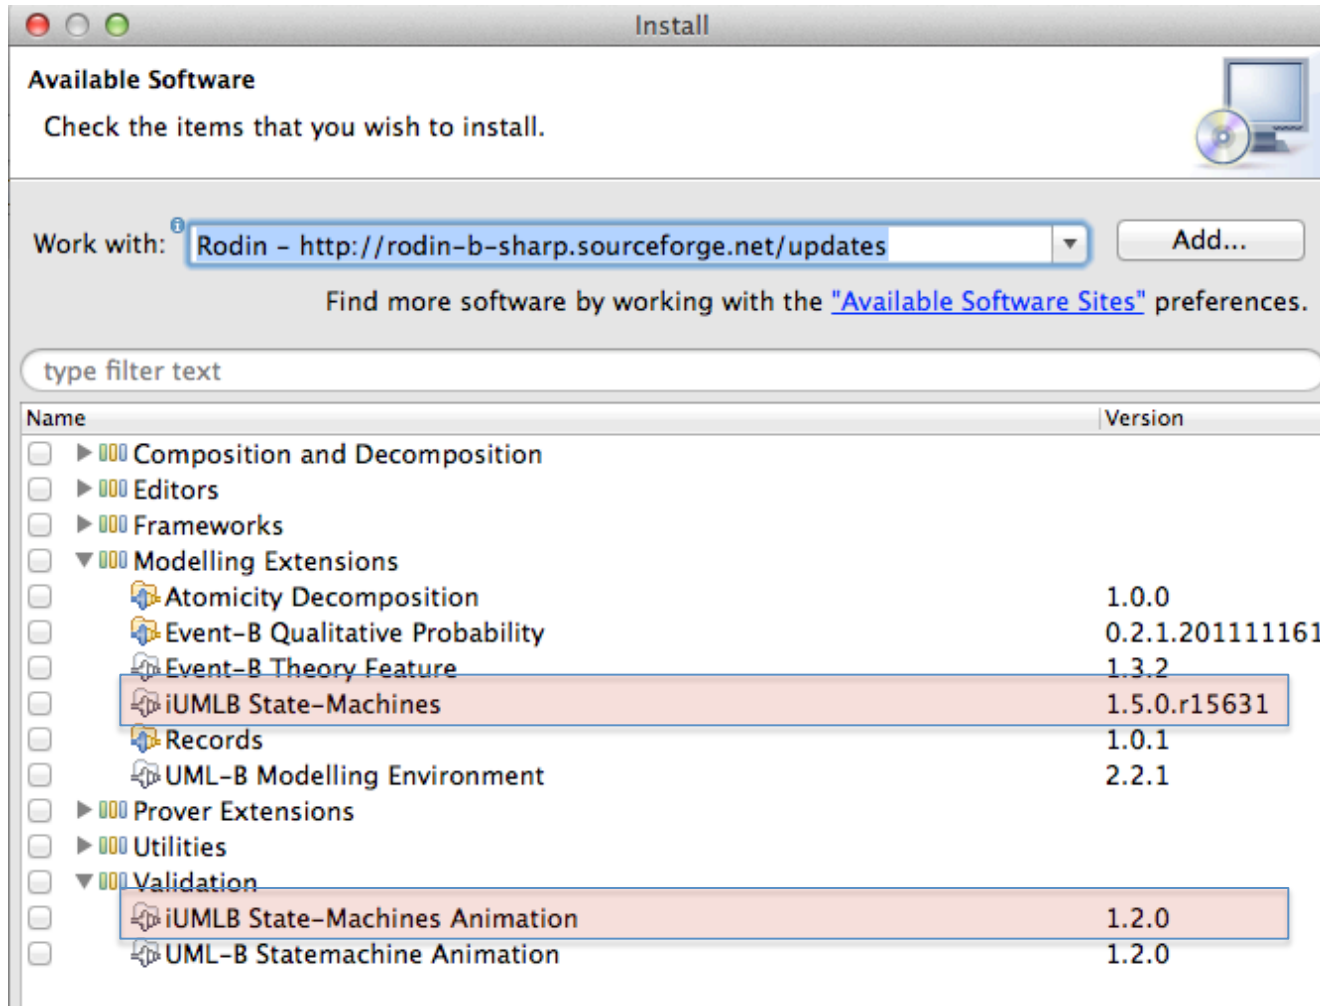 Install
Available Software
Check the items that you wish to install.
Work with: Rodin - http://rodin-b-sharp.sourceforge.net/updates Add...
Find more software by working with the "Available Software Sites" preferences.
type filter text
Name Version
Composition and Decomposition
Editors
Frameworks
Modelling Extensions
Atomicity Decomposition 1.0.0
Event-B Qualitative Probability 0.2.1.201111161
Event-B Theory Feature 1.3.2
iUMLB State-Machines 1.5.0.r15631
Records 1.0.1
UML-B Modelling Environment 2.2.1
Prover Extensions
Utilities
Validation
iUMLB State-Machines Animation 1.2.0
UML-B Statemachine Animation 1.2.0